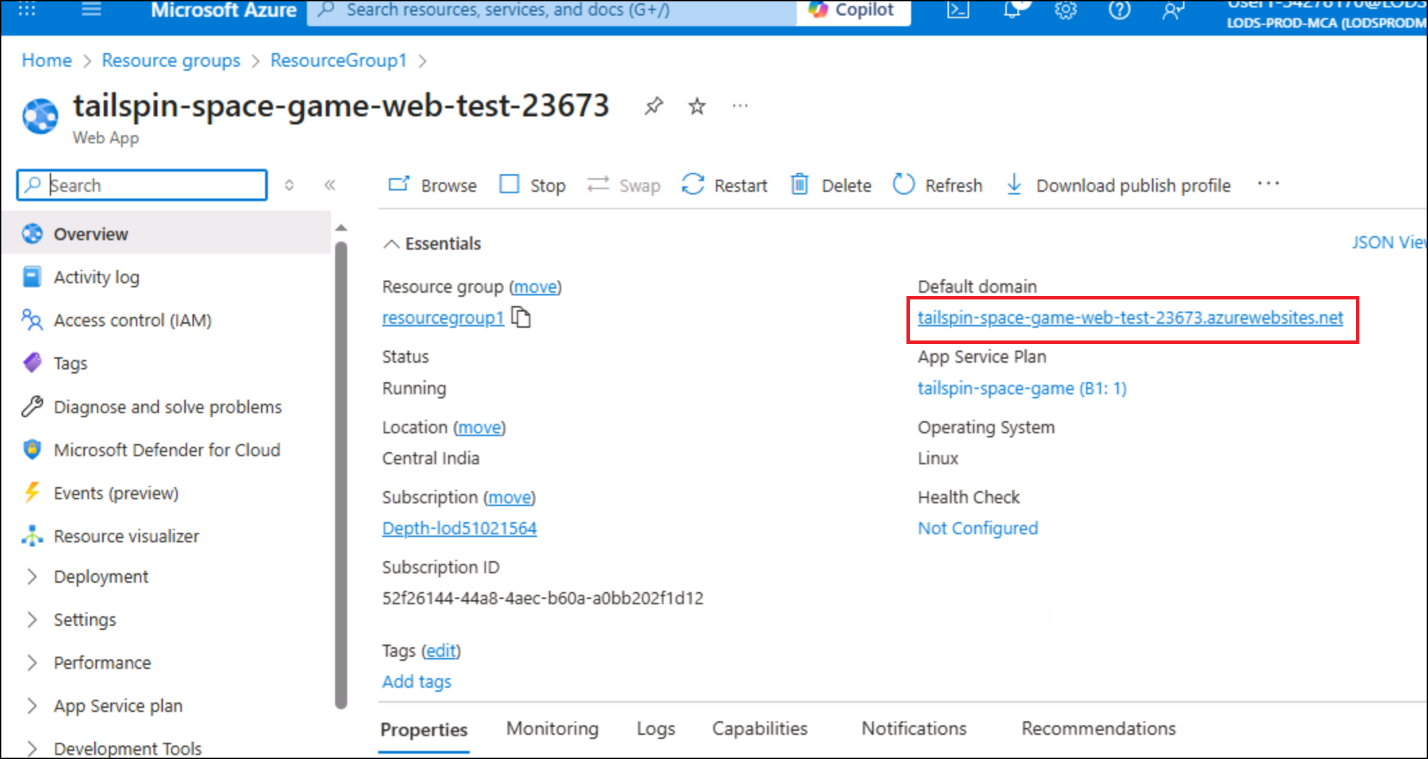 Microsoft Azure
Search resources, services, and docs (G+/)
Copilot
LODS-PROD-MCA (LODSPRODM
Home > Resource groups > ResourceGroup1 >
tailspin-space-game-web-test-23673
Web App
Search
Browse Stop Swap Restart Delete Refresh Download publish profile
Overview
Activity log
Access control (IAM)
Tags
Diagnose and solve problems
Microsoft Defender for Cloud
Events (preview)
Resource visualizer
Deployment
Settings
Performance
App Service plan
Development Tools
Essentials
JSON View
Resource group (move)
resourcegroup1
Status
Running
Location (move)
Central India
Subscription (move)
Depth-lod51021564
Subscription ID
52f26144-44a8-4aec-b60a-a0bb202f1d12
Tags (edit)
Add tags
Default domain
tailspin-space-game-web-test-23673.azurewebsites.net
App Service Plan
tailspin-space-game (B1: 1)
Operating System
Linux
Health Check
Not Configured
Properties Monitoring Logs Capabilities Notifications Recommendations